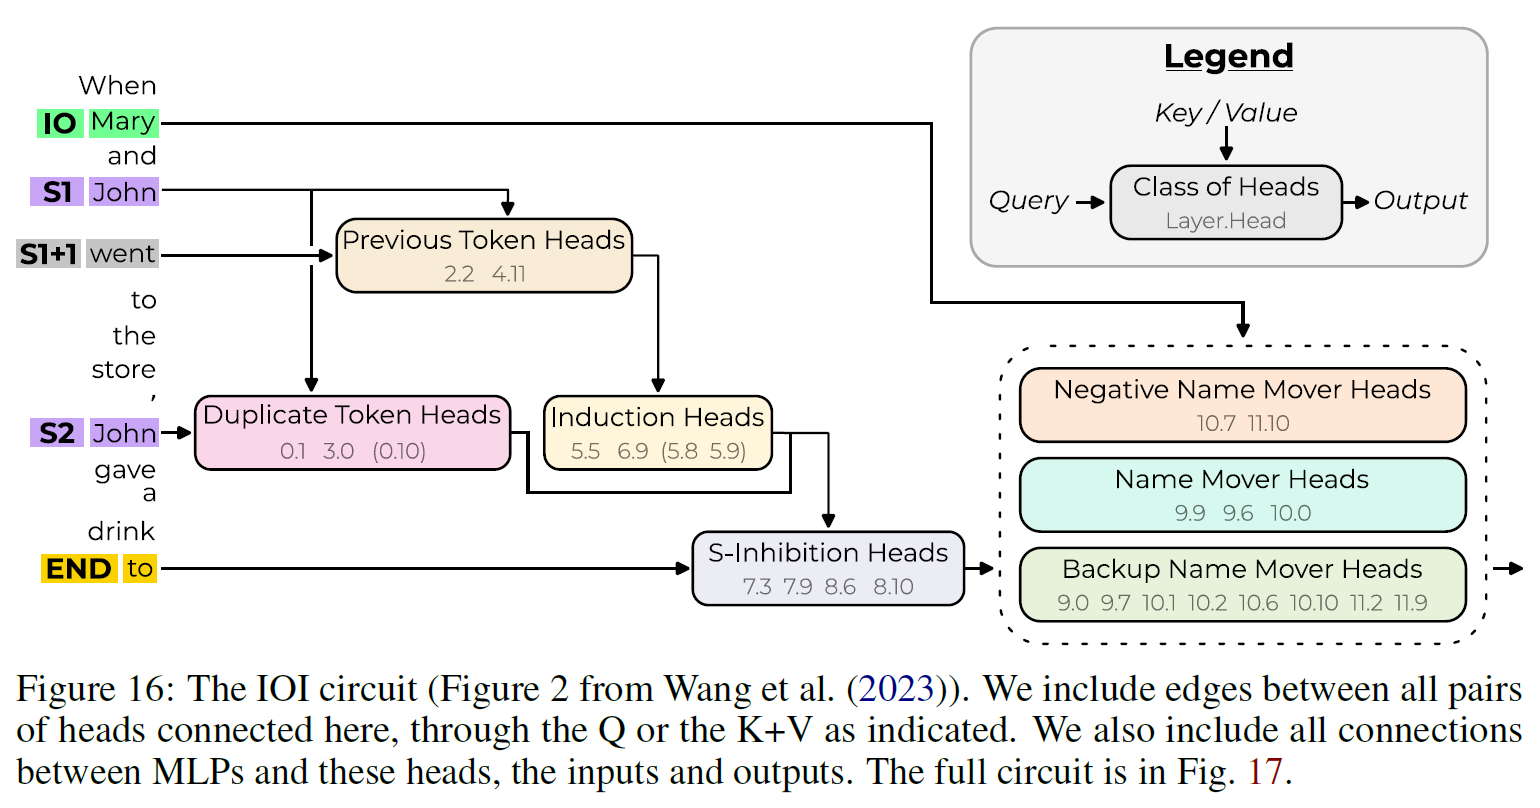 Legend
Key / Value
Query
Class of Heads
Layer.Head
Output
When
IO Mary
and
S1 John
S1+1 went
to
the
store
,
S2 John
gave
a
drink
END to
Previous Token Heads
2.2 4.11
Duplicate Token Heads
0.1 3.0 (0.10)
Induction Heads
5.5 6.9 (5.8 5.9)
S-Inhibition Heads
7.3 7.9 8.6 8.10
Negative Name Mover Heads
10.7 11.10
Name Mover Heads
9.9 9.6 10.0
Backup Name Mover Heads
9.0 9.7 10.1 10.2 10.6 10.10 11.2 11.9
Figure 16: The IOI circuit (Figure 2 from Wang et al. (2023)). We include edges between all pairs
of heads connected here, through the Q or the K+V as indicated. We also include all connections
between MLPs and these heads, the inputs and outputs. The full circuit is in Fig. 17.